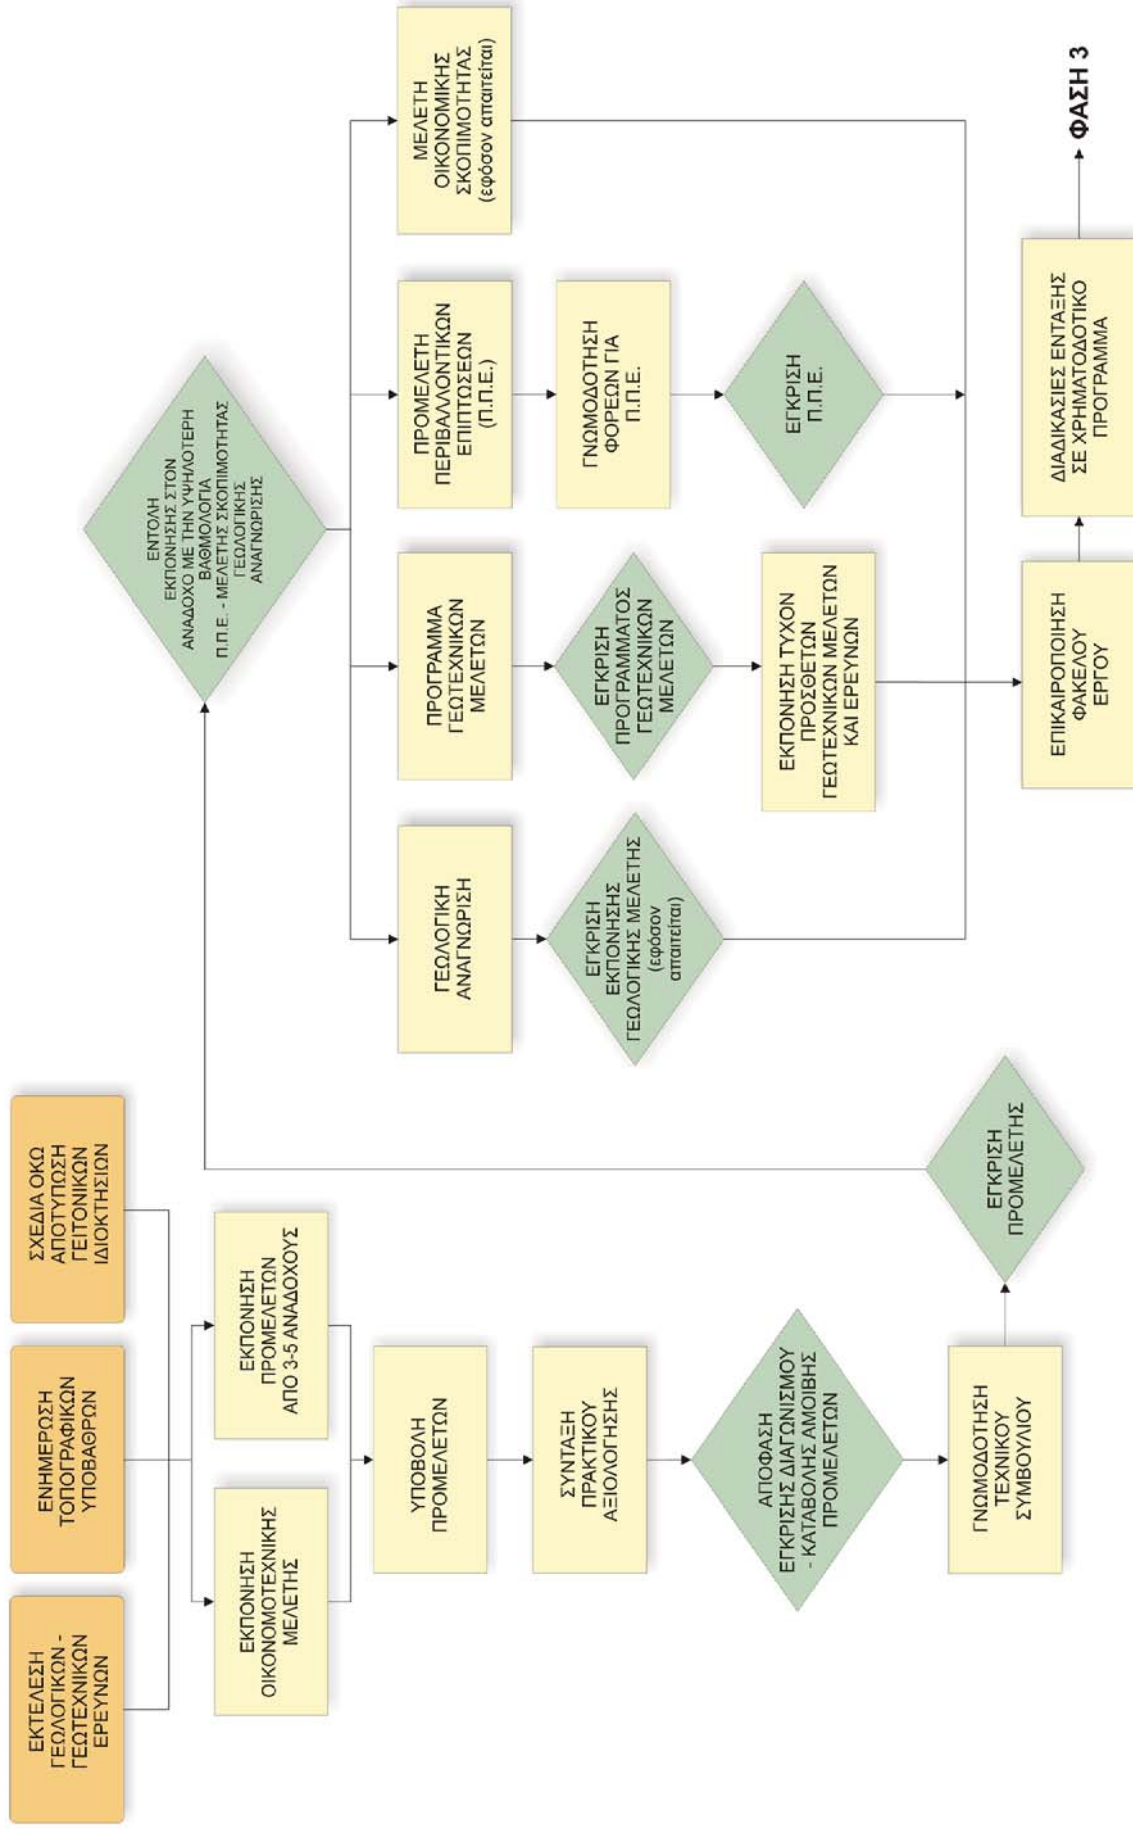 ΕΚΤΕΛΕΣΗ
ΓΕΩΛΟΓΙΚΩΝ -
ΓΕΩΤΕΧΝΙΚΩΝ
ΕΡΕΥΝΩΝ
ΕΝΗΜΕΡΩΣΗ
ΤΟΠΟΓΡΑΦΙΚΩΝ
ΥΠΟΒΑΘΡΩΝ
ΣΧΕΔΙΑ ΟΚΩ
ΑΠΟΤΥΠΩΣΗ
ΓΕΙΤΟΝΙΚΩΝ
ΙΔΙΟΚΤΗΣΙΩΝ
ΕΚΠΟΝΗΣΗ
ΟΙΚΟΝΟΜΟΤΕΧΝΙΚΗΣ
ΜΕΛΕΤΗΣ
ΕΚΠΟΝΗΣΗ
ΠΡΟΜΕΛΕΤΩΝ
ΑΠΟ 3-5 ΑΝΑΔΟΧΟΥΣ
ΥΠΟΒΟΛΗ
ΠΡΟΜΕΛΕΤΩΝ
ΣΥΝΤΑΞΗ
ΠΡΑΚΤΙΚΟΥ
ΑΞΙΟΛΟΓΗΣΗΣ
ΑΠΟΦΑΣΗ
ΕΓΚΡΙΣΗΣ ΔΙΑΓΩΝΙΣΜΟΥ
- ΚΑΤΑΒΟΛΗΣ ΑΜΟΙΒΗΣ
ΠΡΟΜΕΛΕΤΩΝ
ΓΝΩΜΟΔΟΤΗΣΗ
ΤΕΧΝΙΚΟΥ
ΣΥΜΒΟΥΛΙΟΥ
ΕΓΚΡΙΣΗ
ΠΡΟΜΕΛΕΤΗΣ
ΕΝΤΟΛΗ
ΕΚΠΟΝΗΣΗΣ ΣΤΟΝ
ΑΝΑΔΟΧΟ ΜΕ ΤΗΝ ΥΨΗΛΟΤΕΡΗ
ΒΑΘΜΟΛΟΓΙΑ
Π.Π.Ε. - ΜΕΛΕΤΗΣ ΣΚΟΠΙΜΟΤΗΤΑΣ
ΓΕΩΛΟΓΙΚΗΣ
ΑΝΑΓΝΩΡΙΣΗΣ
ΓΕΩΛΟΓΙΚΗ
ΑΝΑΓΝΩΡΙΣΗ
ΕΓΚΡΙΣΗ
ΕΚΠΟΝΗΣΗΣ
ΓΕΩΛΟΓΙΚΗΣ ΜΕΛΕΤΗΣ
(εφόσον
απαιτείται)
ΠΡΟΓΡΑΜΜΑ
ΓΕΩΤΕΧΝΙΚΩΝ
ΜΕΛΕΤΩΝ
ΕΓΚΡΙΣΗ
ΠΡΟΓΡΑΜΜΑΤΟΣ
ΓΕΩΤΕΧΝΙΚΩΝ
ΜΕΛΕΤΩΝ
ΕΚΠΟΝΗΣΗ ΤΥΧΟΝ
ΠΡΟΣΘΕΤΩΝ
ΓΕΩΤΕΧΝΙΚΩΝ ΜΕΛΕΤΩΝ
ΚΑΙ ΕΡΕΥΝΩΝ
ΠΡΟΜΕΛΕΤΗ
ΠΕΡΙΒΑΛΛΟΝΤΙΚΩΝ
ΕΠΙΠΤΩΣΕΩΝ
(Π.Π.Ε.)
ΓΝΩΜΟΔΟΤΗΣΗ
ΦΟΡΕΩΝ ΓΙΑ
Π.Π.Ε.
ΕΓΚΡΙΣΗ
Π.Π.Ε.
ΜΕΛΕΤΗ
ΟΙΚΟΝΟΜΙΚΗΣ
ΣΚΟΠΙΜΟΤΗΤΑΣ
(εφόσον απαιτείται)
ΕΠΙΚΑΙΡΟΠΟΙΗΣΗ
ΦΑΚΕΛΟΥ
ΕΡΓΟΥ
ΔΙΑΔΙΚΑΣΙΕΣ ΕΝΤΑΞΗΣ
ΣΕ ΧΡΗΜΑΤΟΔΟΤΙΚΟ
ΠΡΟΓΡΑΜΜΑ
ΦΑΣΗ 3